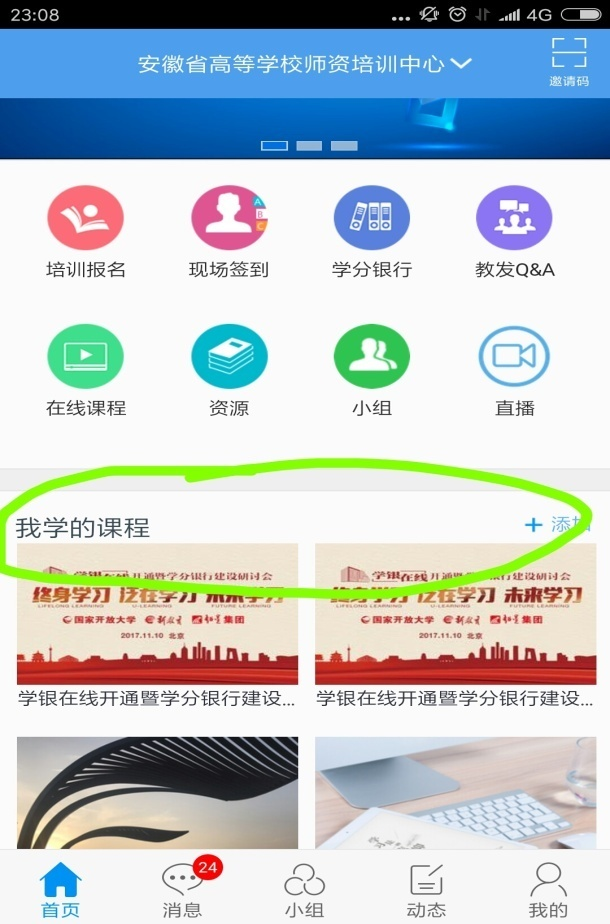 23:08
4G
安徽省高等学校师资培训中心
邀请码
培训报名
现场签到
学分银行
教发Q&A
A
B
C
在线课程
资源
小组
直播
我学的课程
+ 添加
学银在线开通暨学分银行建设研讨会
终身学习 泛在学习 未来学习
LIFELONG LEARNING UBIQUITOUS LEARNING FUTURE LEARNING
国家开放大学
集团
2017.11.10 北京
学银在线开通暨学分银行建设...
学银在线开通暨学分银行建设研讨会
终身学习 泛在学习 未来学习
LIFELONG LEARNING UBIQUITOUS LEARNING FUTURE LEARNING
国家开放大学
集团
2017.11.10 北京
学银在线开通暨学分银行建设...
24
首页
消息
小组
动态
我的